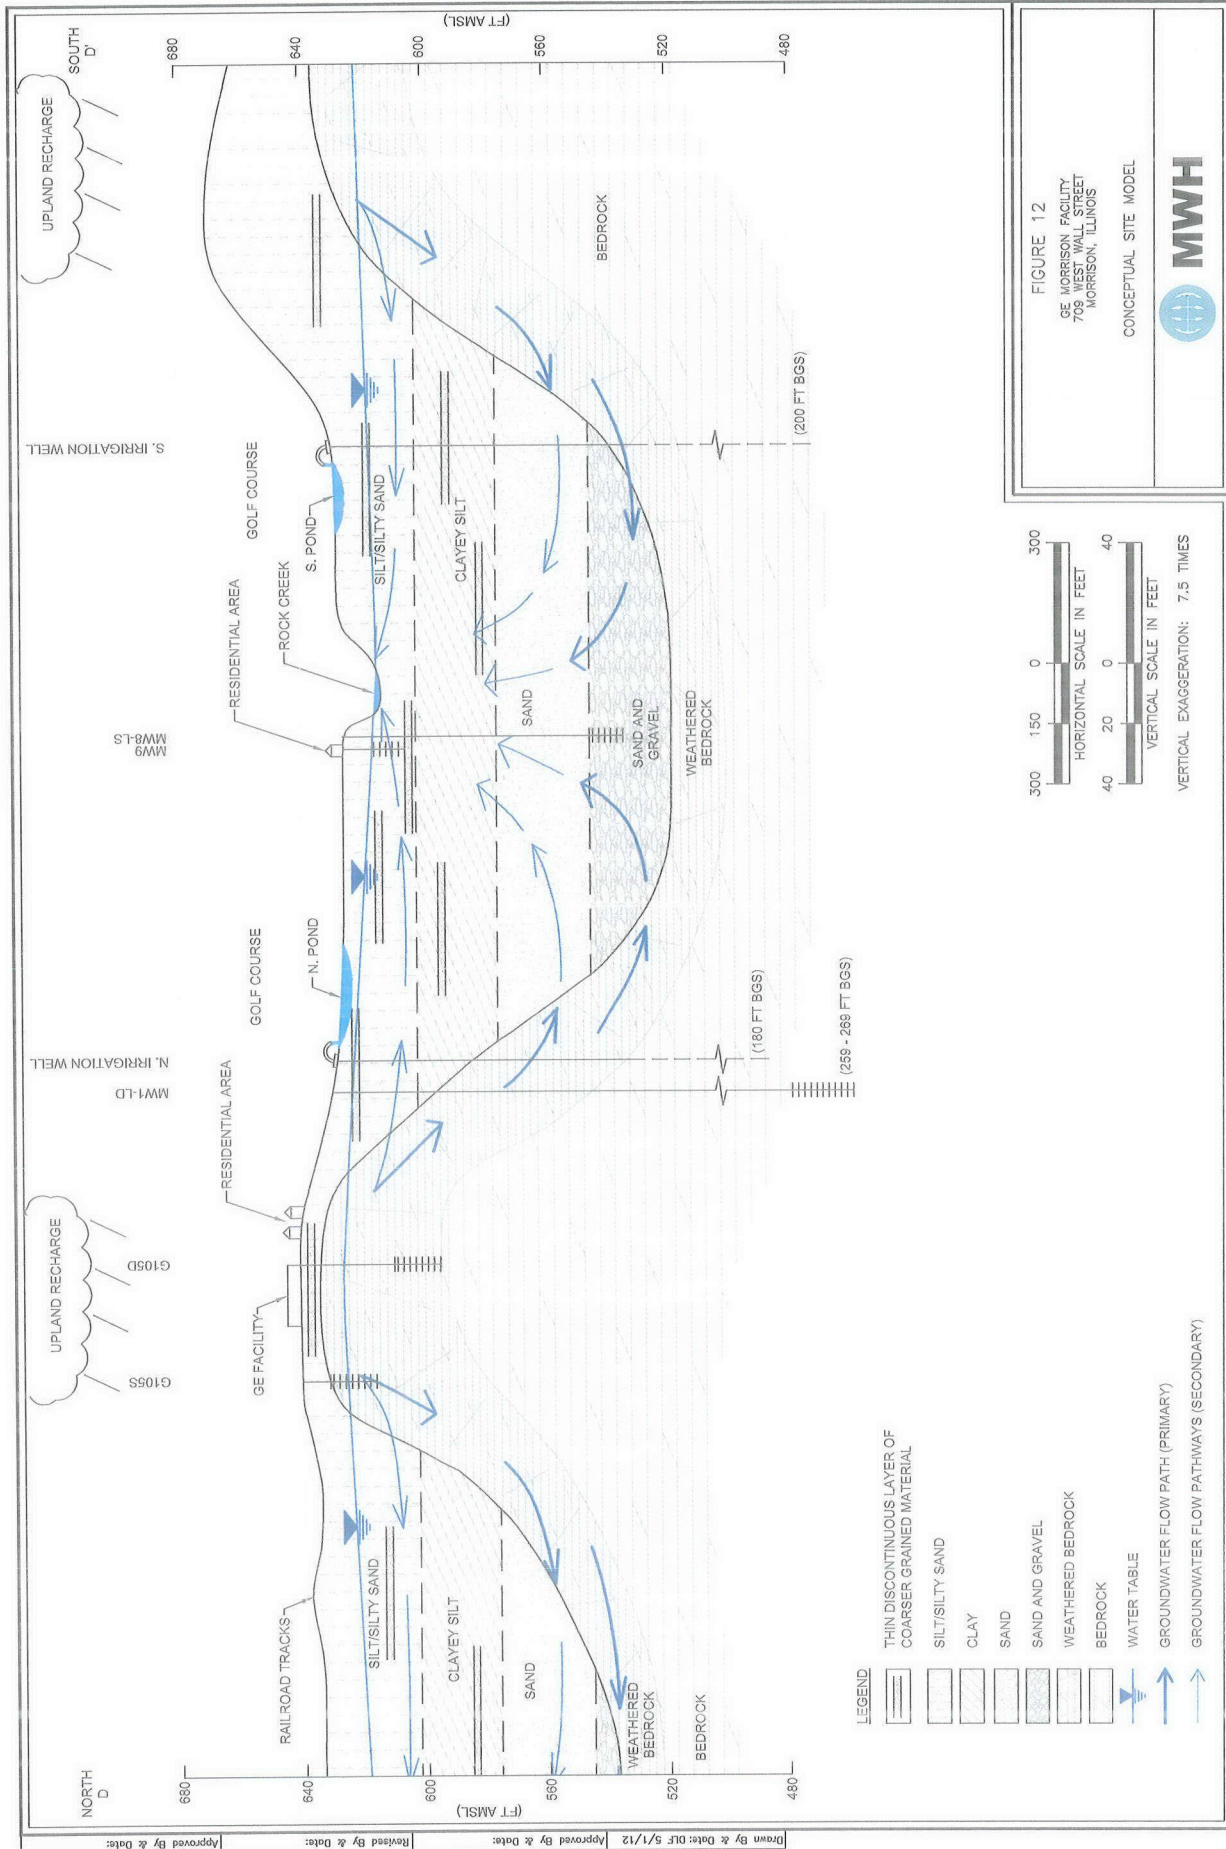 NORTH
D
SOUTH
D'
(FT AMSL)
680
640
600
560
520
480
(FT AMSL)
680
640
600
560
520
480
UPLAND RECHARGE
UPLAND RECHARGE
G105S
G105D
MW1-LD
N. IRRIGATION WELL
MW9
MW8-LS
S. IRRIGATION WELL
RAILROAD TRACKS
GE FACILITY
RESIDENTIAL AREA
GOLF COURSE
N. POND
RESIDENTIAL AREA
ROCK CREEK
GOLF COURSE
S. POND
SILT/SILTY SAND
CLAYEY SILT
SAND
WEATHERED
BEDROCK
BEDROCK
SILT/SILTY SAND
CLAYEY SILT
SAND
SAND AND
GRAVEL
WEATHERED
BEDROCK
BEDROCK
(180 FT BGS)
(259 - 269 FT BGS)
(200 FT BGS)
LEGEND
THIN DISCONTINUOUS LAYER OF
COARSER GRAINED MATERIAL
SILT/SILTY SAND
CLAY
SAND
SAND AND GRAVEL
WEATHERED BEDROCK
BEDROCK
WATER TABLE
GROUNDWATER FLOW PATH (PRIMARY)
GROUNDWATER FLOW PATHWAYS (SECONDARY)
300 150 0 300
HORIZONTAL SCALE IN FEET
40 20 0 40
VERTICAL SCALE IN FEET
VERTICAL EXAGGERATION: 7.5 TIMES
FIGURE 12
GE MORRISON FACILITY
709 WEST WALL STREET
MORRISON, ILLINOIS
CONCEPTUAL SITE MODEL
MWH
Drawn By & Date: DLF 5/1/12
Approved By & Date:
Revised By & Date:
Approved By & Date: